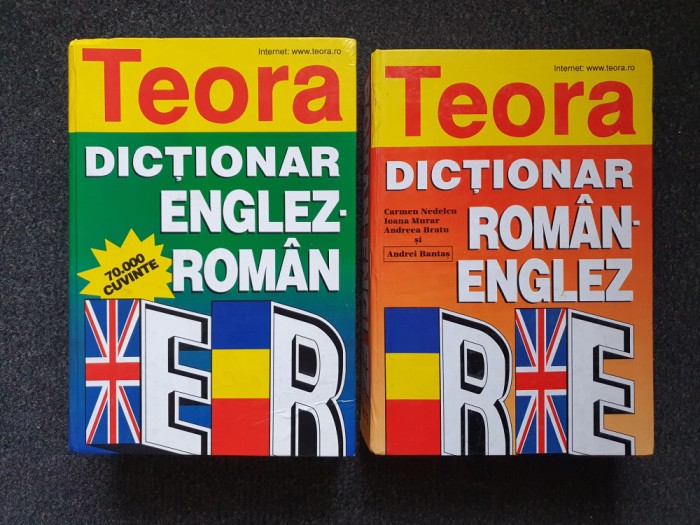 Internet: www.teora.ro
Teora
DICȚIONAR
ENGLEZ-
ROMÂN
70.000
CUVINTE
E R
Internet: www.teora.ro
Teora
DICȚIONAR
Carmen Nedelcu
Ioana Murar
Andreea Bratu
și
Andrei Bantaș
ROMÂN-
ENGLEZ
R E